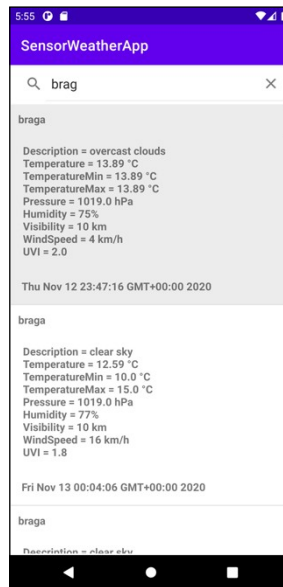 5:55
SensorWeatherApp
brag
braga
Description = overcast clouds
Temperature = 13.89 °C
TemperatureMin = 13.89 °C
TemperatureMax = 13.89 °C
Pressure = 1019.0 hPa
Humidity = 75%
Visibility = 10 km
WindSpeed = 4 km/h
UVI = 2.0
Thu Nov 12 23:47:16 GMT+00:00 2020
braga
Description = clear sky
Temperature = 12.59 °C
TemperatureMin = 10.0 °C
TemperatureMax = 15.0 °C
Pressure = 1019.0 hPa
Humidity = 77%
Visibility = 10 km
WindSpeed = 16 km/h
UVI = 1.8
Fri Nov 13 00:04:06 GMT+00:00 2020
braga
Description = clear sky